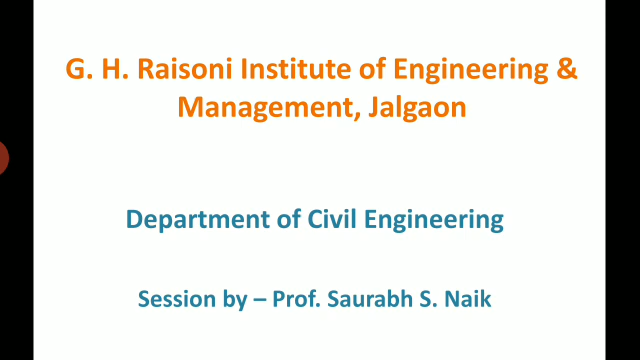 G. H. Raisoni Institute of Engineering &
Management, Jalgaon
Department of Civil Engineering
Session by – Prof. Saurabh S. Naik